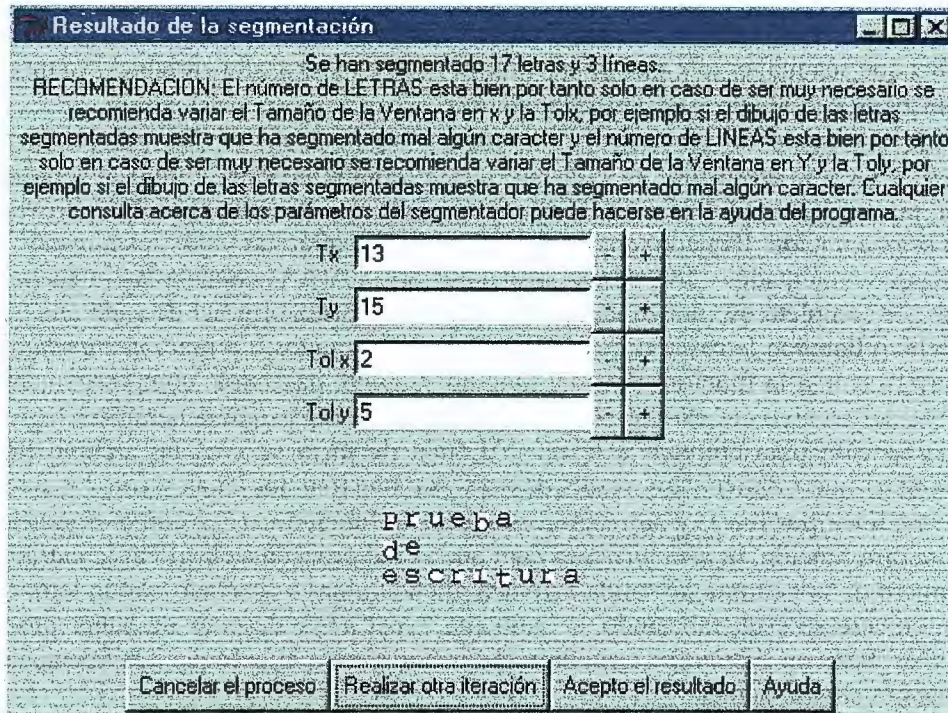 Resultado de la segmentación
Se han segmentado 17 letras y 3 líneas.
RECOMENDACION: El número de LETRAS esta bien por tanto solo en caso de ser muy necesario se
recomienda variar el Tamaño de la Ventana en x y la Tolx, por ejemplo si el dibujo de las letras
segmentadas muestra que ha segmentado mal algún caracter y el número de LINEAS esta bien por tanto
solo en caso de ser muy necesario se recomienda variar el Tamaño de la Ventana en Y y la Toly, por
ejemplo si el dibujo de las letras segmentadas muestra que ha segmentado mal algún caracter. Cualquier
consulta acerca de los parámetros del segmentador puede hacerse en la ayuda del programa.
Tx 13 - +
Ty 15 - +
Tol x 2 - +
Tol y 5 - +
prueba
de
escritura
Cancelar el proceso Realizar otra iteración Acepto el resultado Ayuda